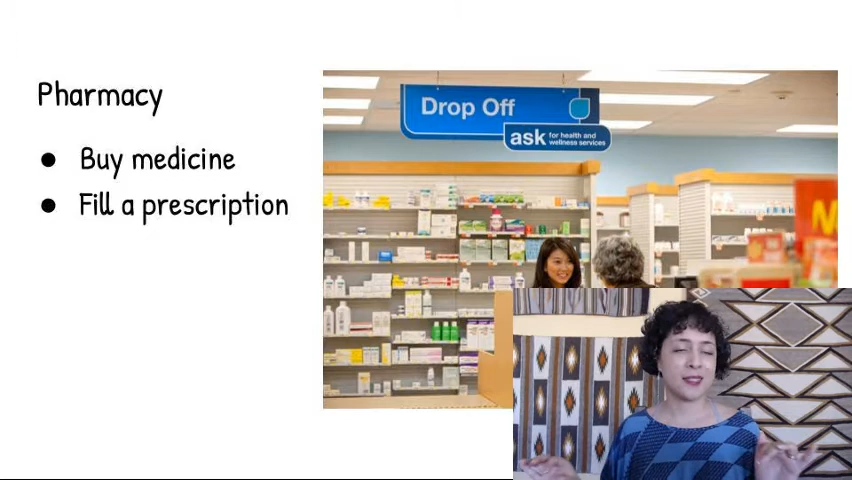 Pharmacy
● Buy medicine
● Fill a prescription
Drop Off
ask for health and
wellness services